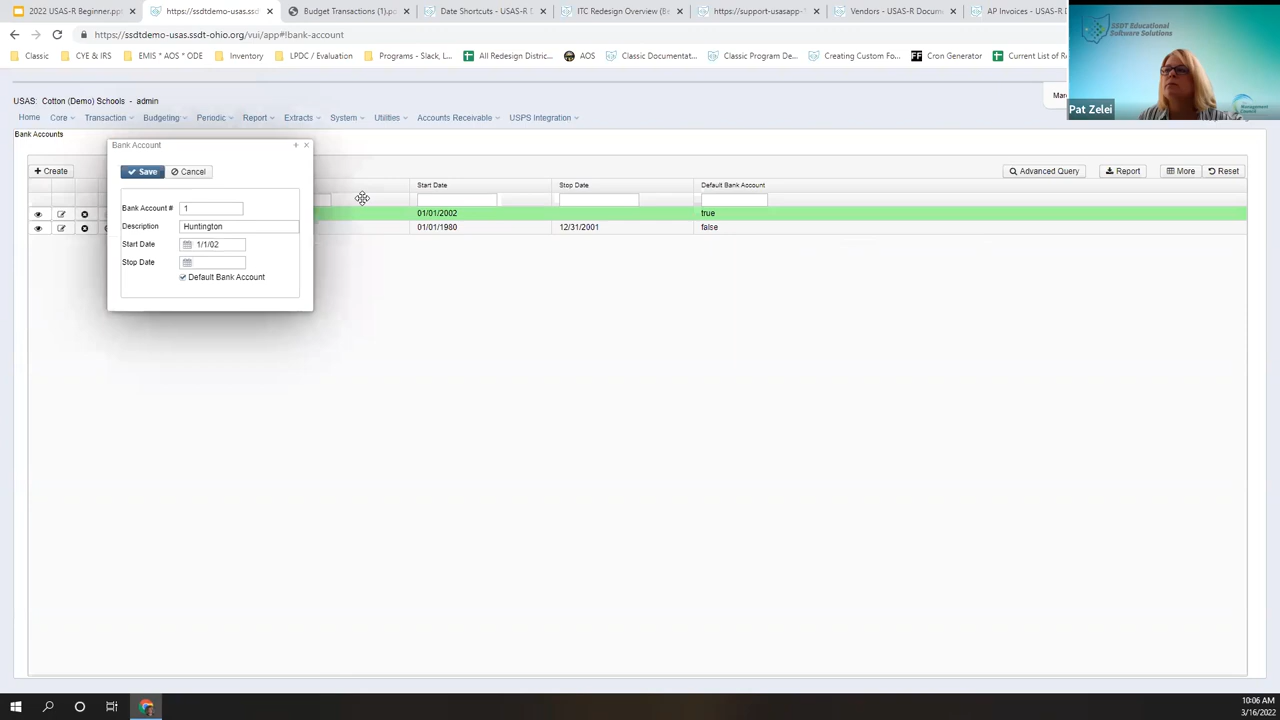 2022 USAS-R Beginner.ppt
https://ssdtdemo-usas.ssdt
Budget Transactions (1).pc
Date Shortcuts - USAS-R D
ITC Redesign Overview (Be
https://support-usasapp-
Vendors - USAS-R Docum
AP Invoices - USAS-R D
https://ssdtdemo-usas.ssdt-ohio.org/vui/app#!bank-account
Classic
CYE & IRS
EMIS * AOS * ODE
Inventory
LPDC / Evaluation
Programs - Slack, L...
All Redesign Distric...
AOS
Classic Documentat...
Classic Program De...
Creating Custom Fo...
Cron Generator
Current List of R
SSDT Educational
Software Solutions
Management
Council
Pat Zelei
USAS: Cotton (Demo) Schools - admin
Mar
Home Core Transaction Budgeting Periodic Report Extracts System Utilities Accounts Receivable USPS Integration
Bank Accounts
Bank Account
Create
Save
Cancel
Advanced Query
Report
More
Reset
Start Date
Stop Date
Default Bank Account
Bank Account # 1
Description Huntington
Start Date 1/1/02
Stop Date
Default Bank Account
01/01/2002 true
01/01/1980 12/31/2001 false
10:06 AM
3/16/2022